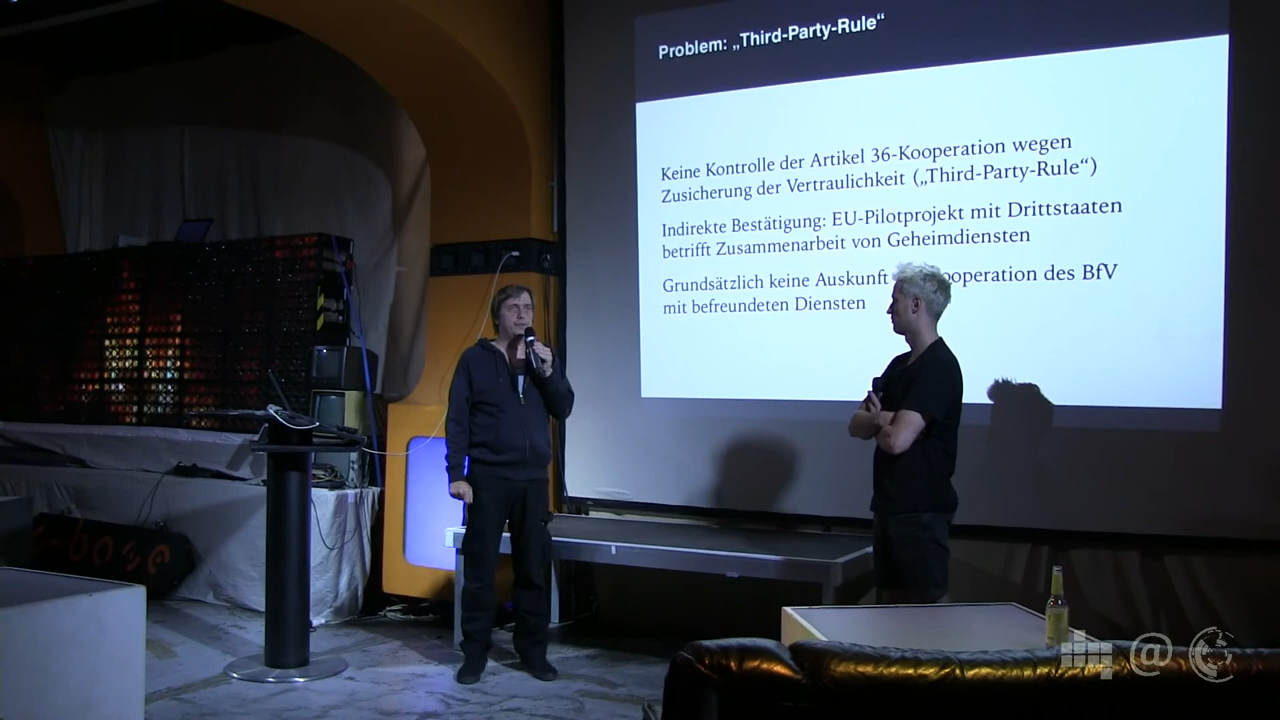 Problem: „Third-Party-Rule“
Keine Kontrolle der Artikel 36-Kooperation wegen
Zusicherung der Vertraulichkeit („Third-Party-Rule“)
Indirekte Bestätigung: EU-Pilotprojekt mit Drittstaaten
betrifft Zusammenarbeit von Geheimdiensten
Grundsätzlich keine Auskunft ooperation des BfV
mit befreundeten Diensten
@